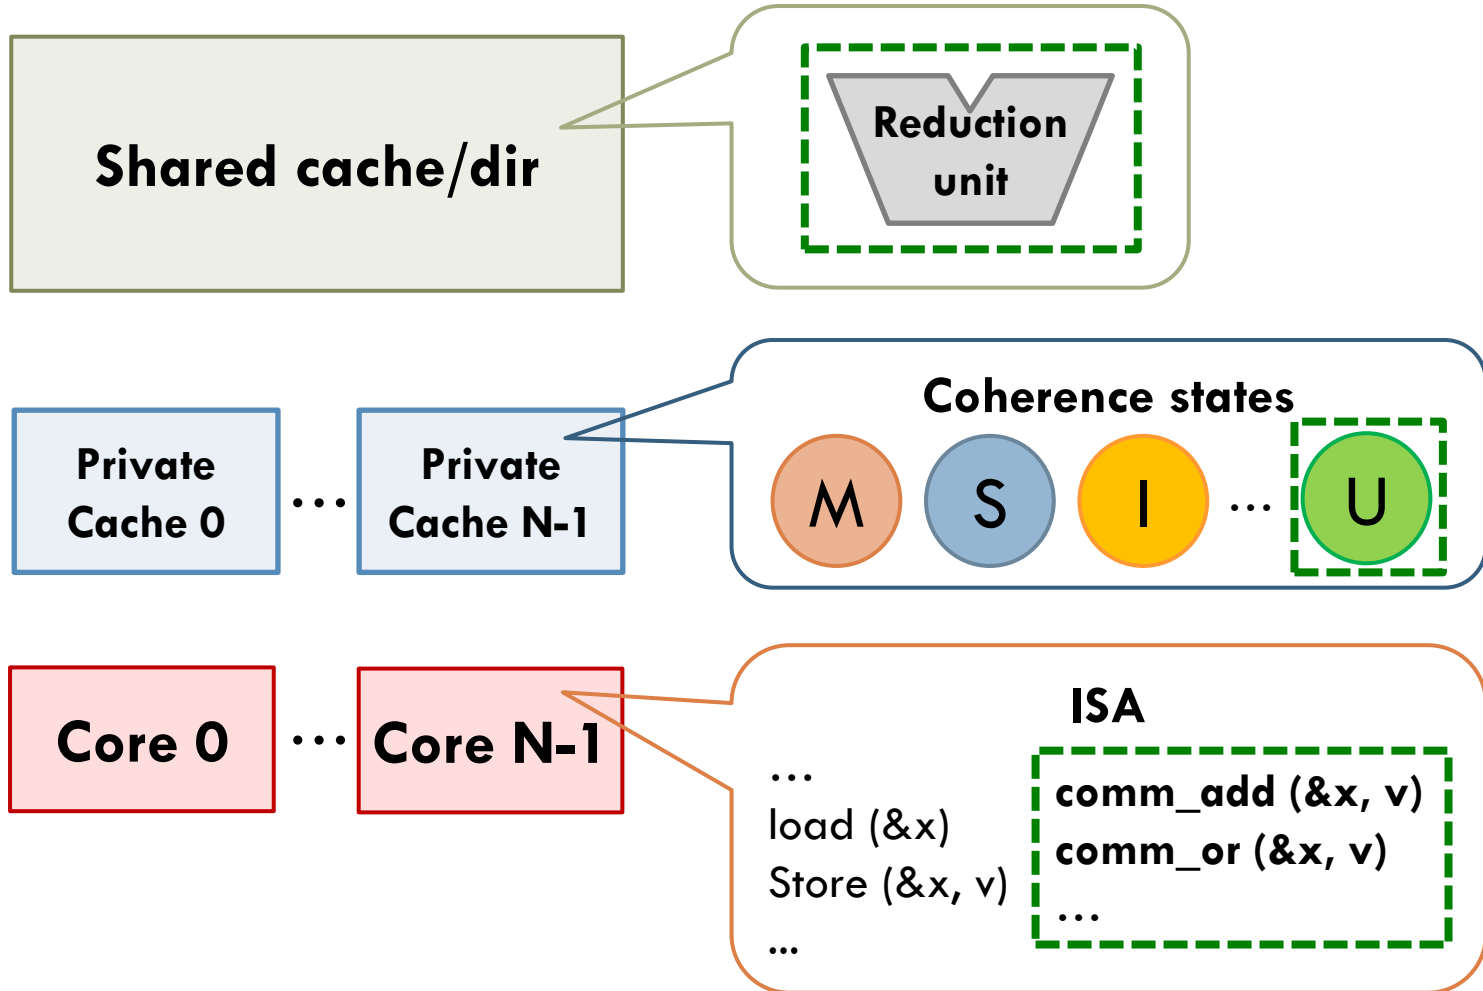 Shared cache/dir
Reduction
unit
Private
Cache 0
...
Private
Cache N-1
Coherence states
M S I ... U
Core 0 ... Core N-1
ISA
...
load (&x)
Store (&x, v)
...
comm_add (&x, v)
comm_or (&x, v)
...